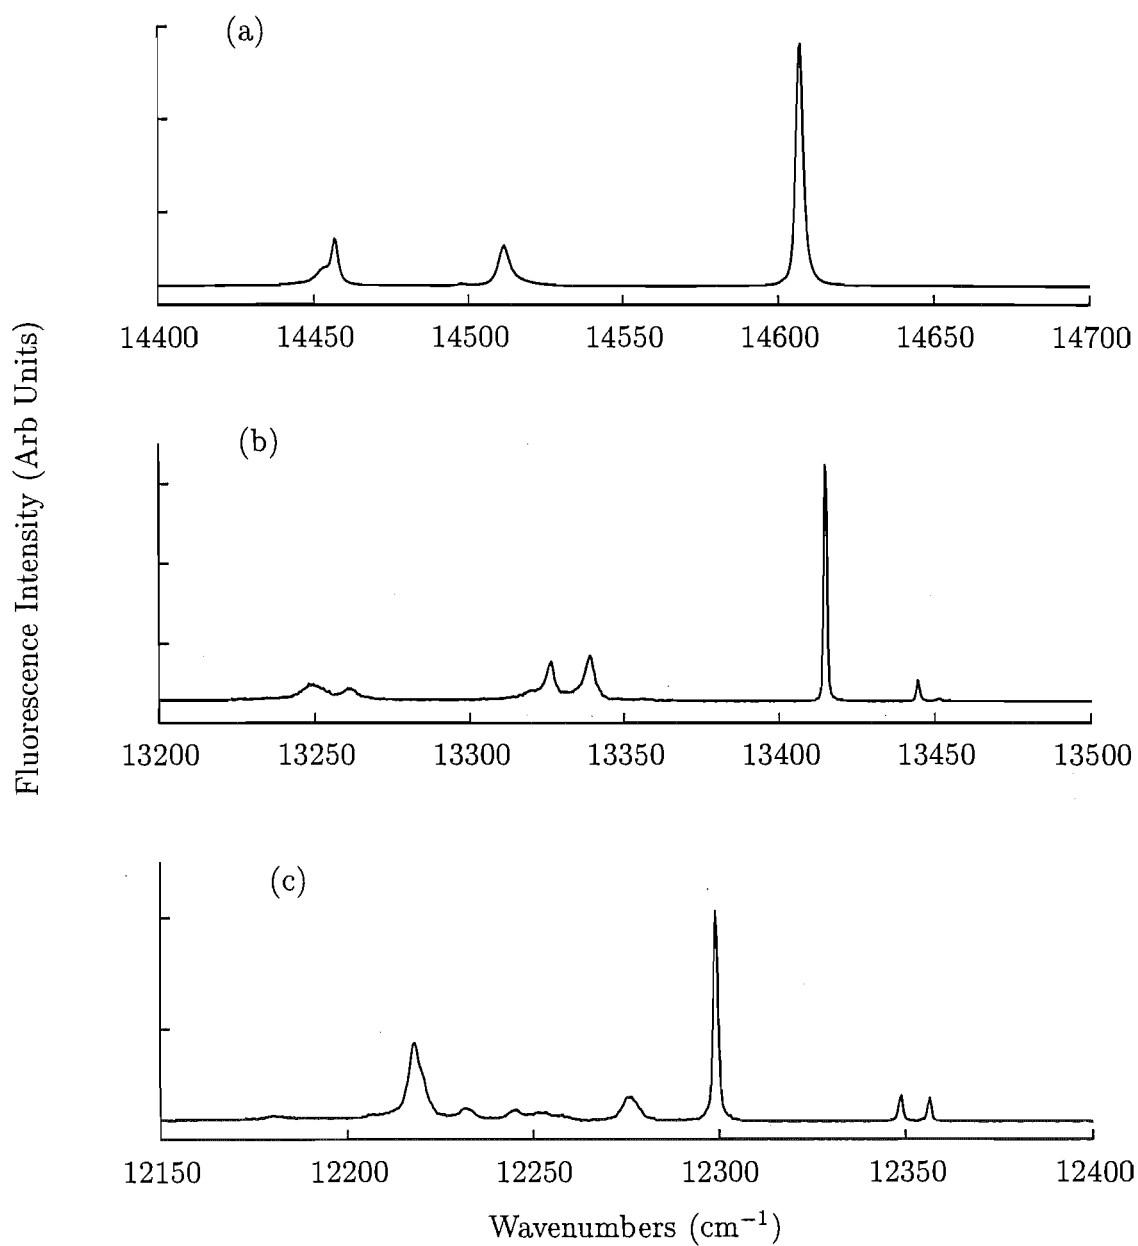 (a)
14400 14450 14500 14550 14600 14650 14700
Fluorescence Intensity (Arb Units)
(b)
13200 13250 13300 13350 13400 13450 13500
(c)
12150 12200 12250 12300 12350 12400
Wavenumbers (cm⁻¹)